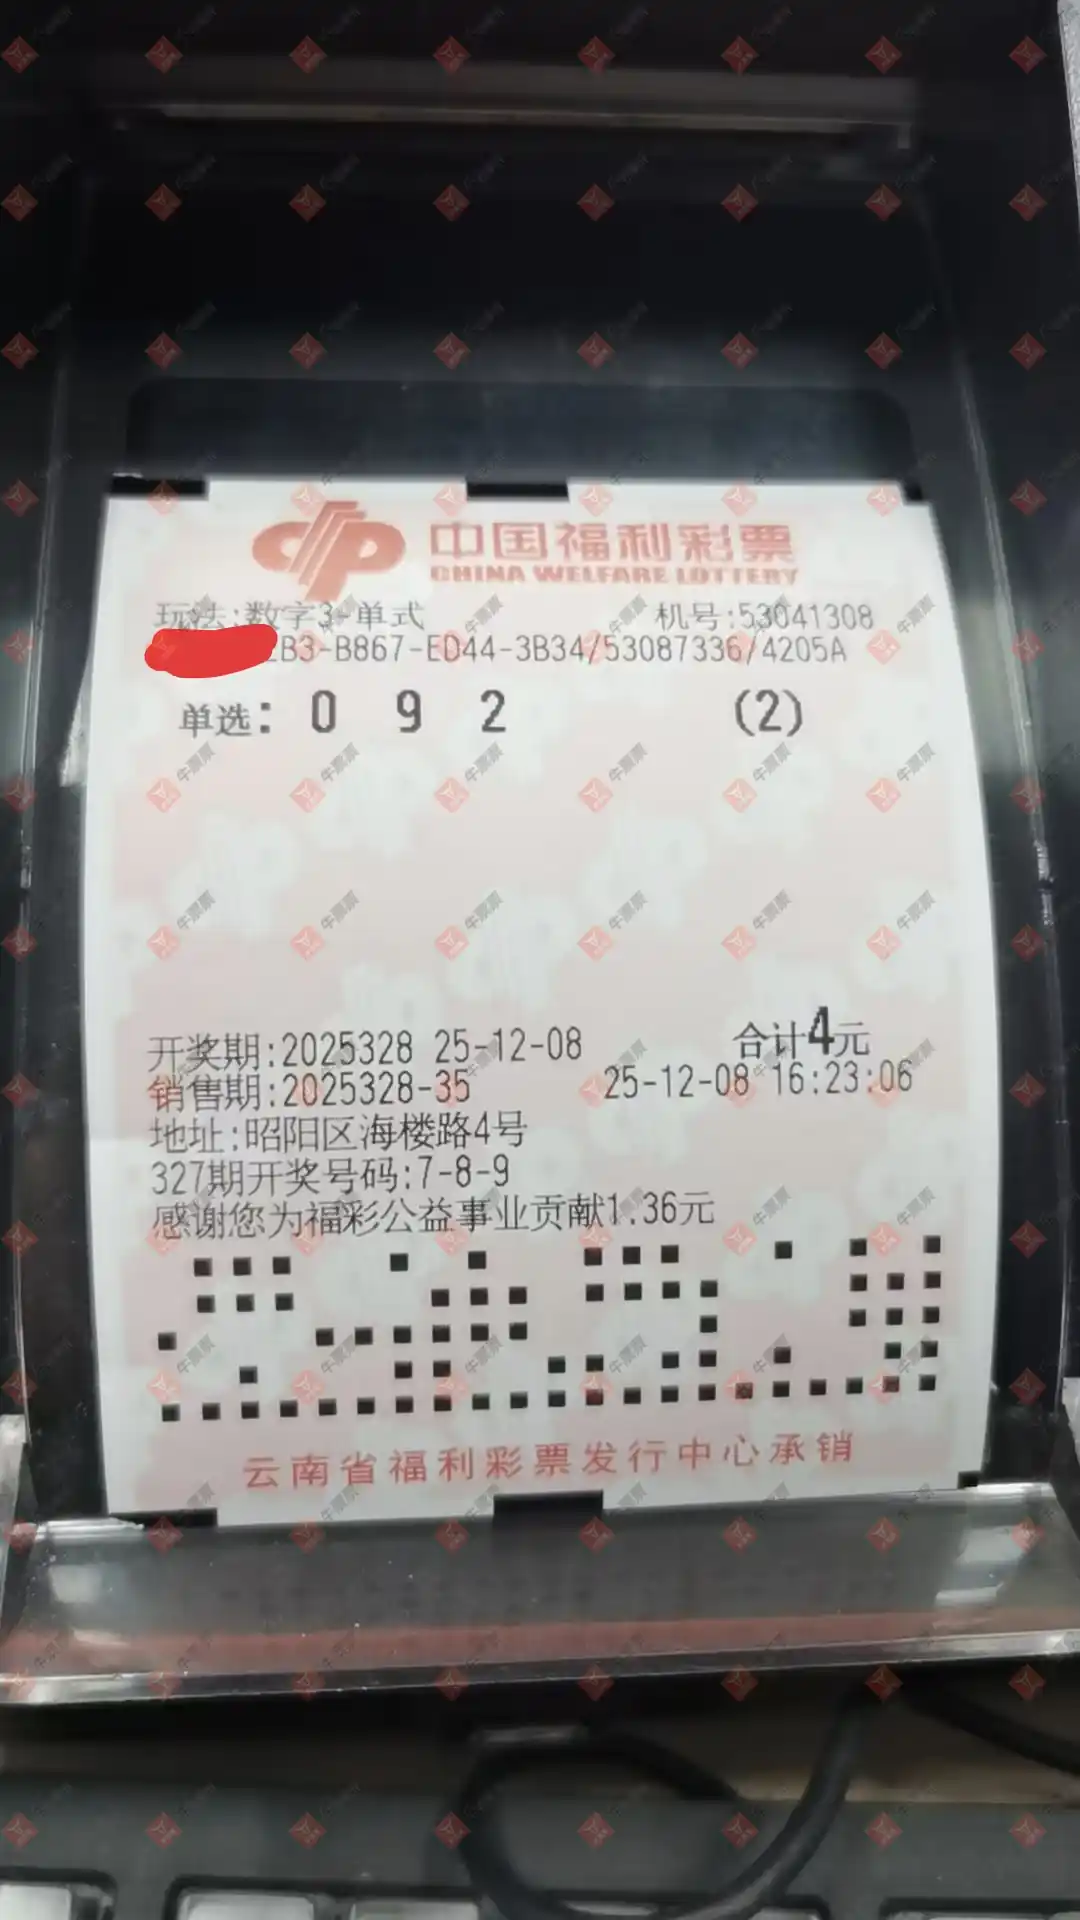 中国福利彩票
CHINA WELFARE LOTTERY
玩法:数字3-单式 机号:53041308
2B3-B867-ED44-3B34/53087336/4205A
单选: 0 9 2 (2)
开奖期:2025328 25-12-08 合计4元
销售期:2025328-35 25-12-08 16:23:06
地址:昭阳区海楼路4号
327期开奖号码:7-8-9
感谢您为福彩公益事业贡献1.36元
云南省福利彩票发行中心承销
牛票票